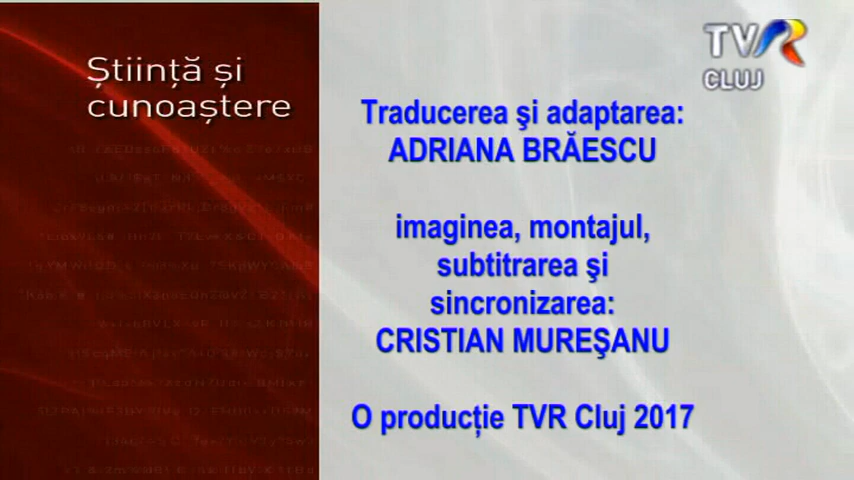 Știință și
cunoaștere
TVR
CLUJ
Traducerea şi adaptarea:
ADRIANA BRĂESCU
imaginea, montajul,
subtitrarea şi
sincronizarea:
CRISTIAN MUREŞANU
O producție TVR Cluj 2017